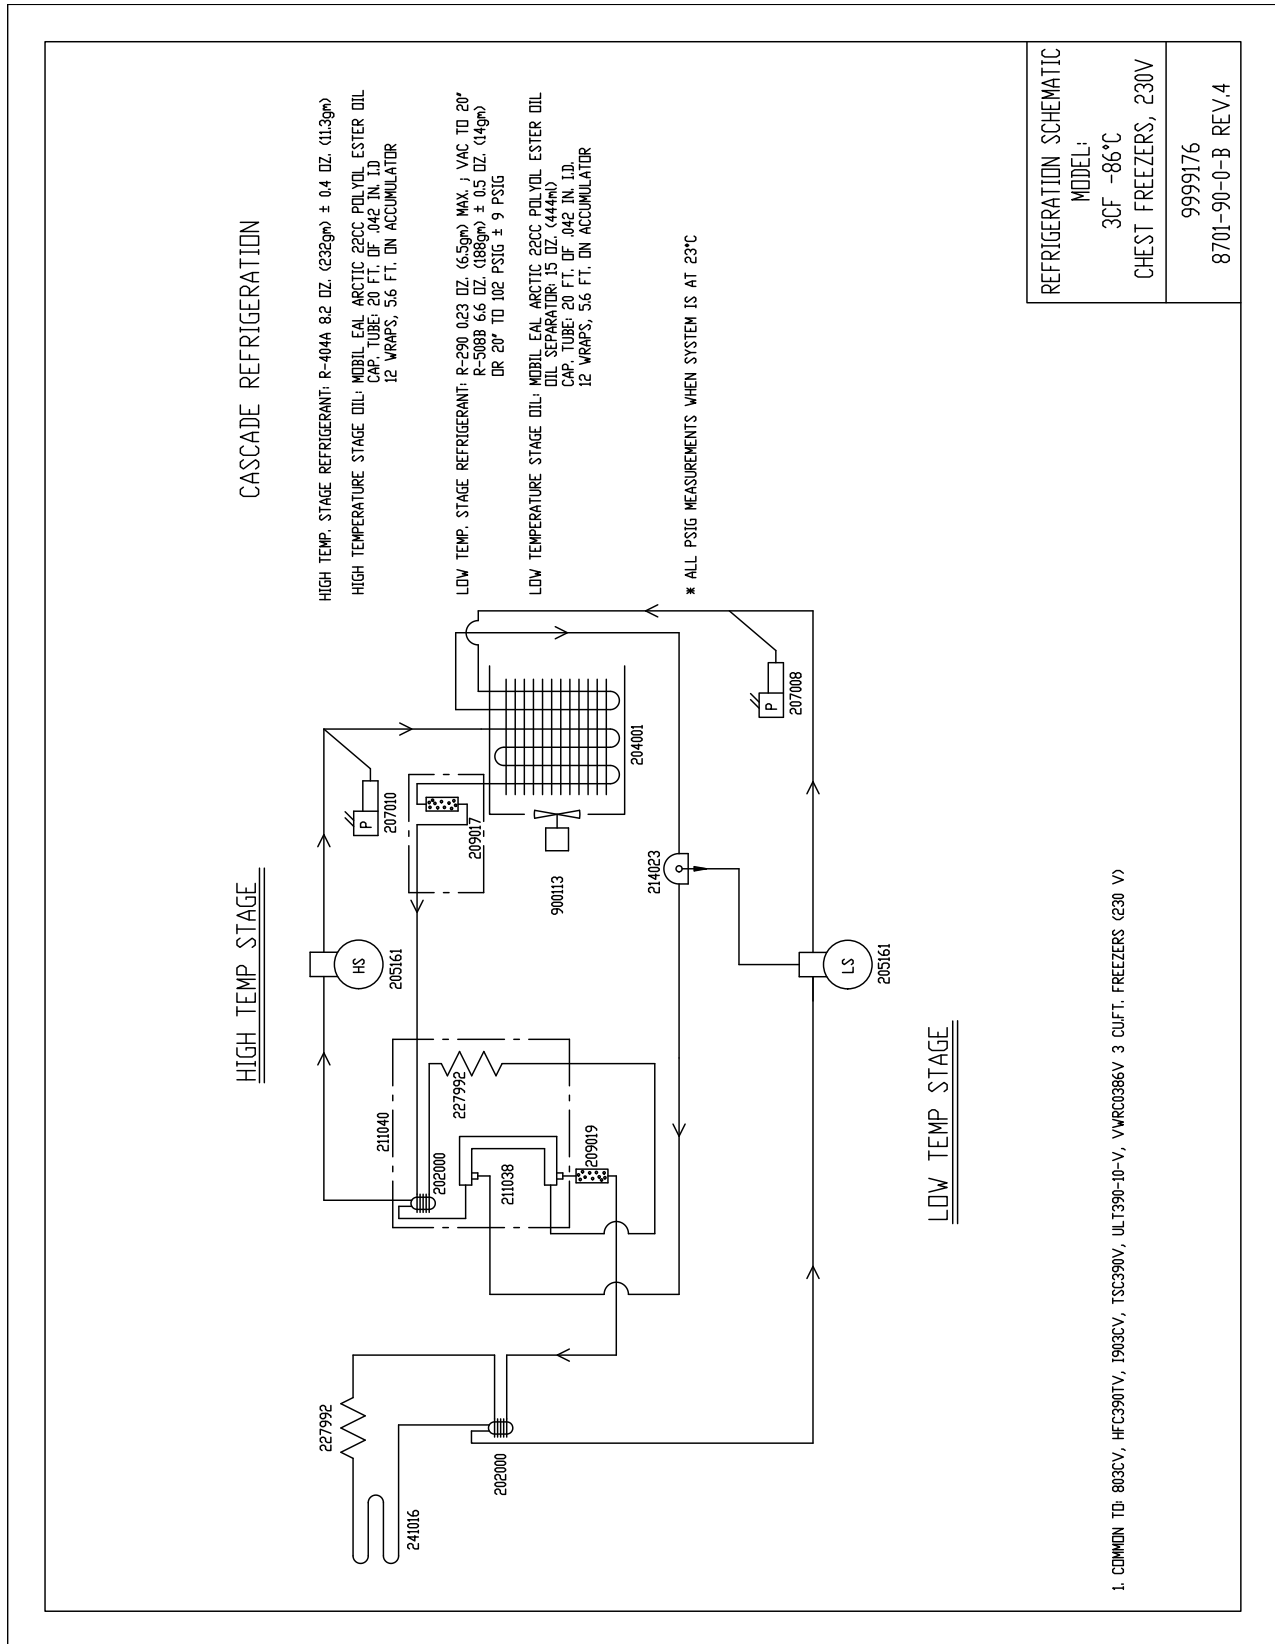 CASCADE REFRIGERATION
HIGH TEMP. STAGE REFRIGERANT: R-404A 8.2 OZ. (232gm) ± 0.4 OZ. (11.3gm)
HIGH TEMPERATURE STAGE OIL: MOBIL EAL ARCTIC 22CC POLYOL ESTER OIL
CAP. TUBE: 20 FT. OF .042 IN. I.D
12 WRAPS, 5.6 FT. ON ACCUMULATOR
LOW TEMP. STAGE REFRIGERANT: R-290 0.23 OZ. (6.5gm) MAX. ; VAC TO 20"
R-508B 6.6 OZ. (188gm) ± 0.5 OZ. (14gm)
OR 20" TO 102 PSIG ± 9 PSIG
LOW TEMPERATURE STAGE OIL: MOBIL EAL ARCTIC 22CC POLYOL ESTER OIL
OIL SEPARATOR: 15 OZ. (444ml)
CAP. TUBE: 20 FT. OF .042 IN. I.D.
12 WRAPS, 5.6 FT. ON ACCUMULATOR
* ALL PSIG MEASUREMENTS WHEN SYSTEM IS AT 23°C
HIGH TEMP STAGE
HS
205161
P
207010
209017
900113
204001
214023
P
207008
LS
205161
211040
202000
227992
211038
209019
227992
241016
202000
LOW TEMP STAGE
1. COMMON TO: 803CV, HFC390TV, I903CV, TSC390V, ULT390-10-V, VWRC0386V 3 CU.FT. FREEZERS (230 V)
REFRIGERATION SCHEMATIC
MODEL:
3CF -86°C
CHEST FREEZERS, 230V
9999176
8701-90-0-B REV.4